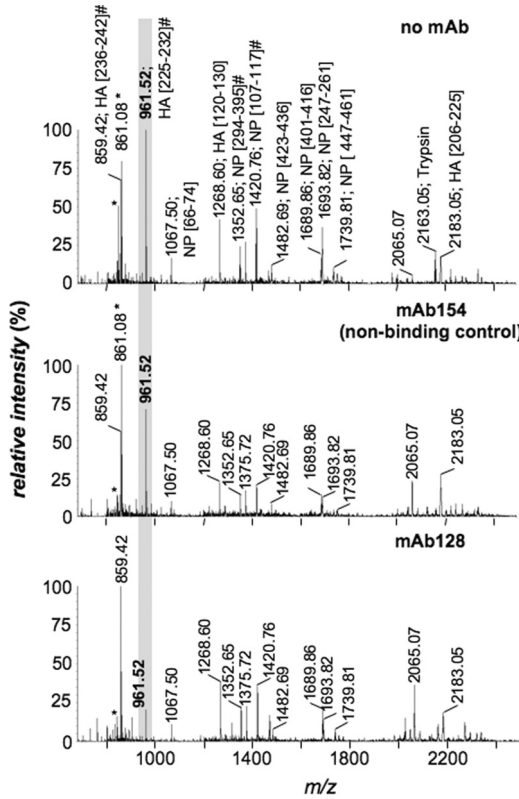 no mAb
859.42; HA [236-242]#
861.08 *
961.52;
HA [225-232]#
1067.50;
NP [66-74]
1268.60; HA [120-130]
1352.65; NP [294-395]#
1420.76; NP [107-117]#
1482.69; NP [423-436]
1689.86; NP [401-416]
1693.82; NP [247-261]
1739.81; NP [ 447-461]
2065.07
2163.05; Trypsin
2183.05; HA [206-225]
*
100
75
50
25
0
mAb154
(non-binding control)
859.42
861.08 *
961.52
1067.50
1268.60
1352.65
1375.72
1420.76
1482.69
1689.86
1693.82
1739.81
2065.07
2183.05
*
100
75
50
25
0
relative intensity (%)
mAb128
859.42
961.52
1067.50
1268.60
1352.65
1375.72
1420.76
1482.69
1689.86
1693.82
1739.81
2065.07
2183.05
*
100
75
50
25
0
1000
1400
1800
2200
m/z